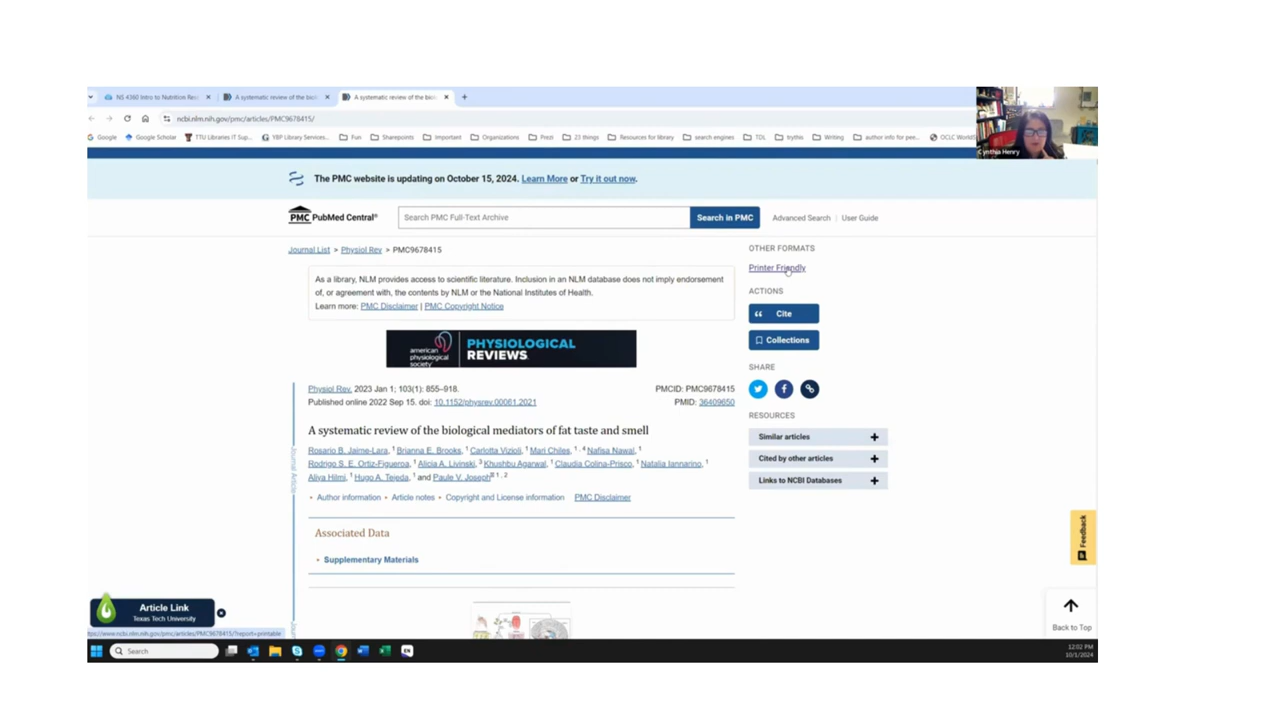 NS 4360 Intro to Nutrition Res
A systematic review of the biol
A systematic review of the biol
ncbi.nlm.nih.gov/pmc/articles/PMC9678415/
Google
Google Scholar
TTU Libraries IT Sup...
YBP Library Services...
Fun
Sharepoints
Important
Organizations
Prezi
23 things
Resources for library
search engines
TDL
trythis
Writing
author info for pee...
OCLC WorldS
Cynthia Henry
The PMC website is updating on October 15, 2024. Learn More or Try it out now.
PMC PubMed Central®
Search PMC Full-Text Archive
Search in PMC
Advanced Search
User Guide
Journal List > Physiol Rev > PMC9678415
As a library, NLM provides access to scientific literature. Inclusion in an NLM database does not imply endorsement
of, or agreement with, the contents by NLM or the National Institutes of Health.
Learn more: PMC Disclaimer | PMC Copyright Notice
american
physiological
society
PHYSIOLOGICAL
REVIEWS
Physiol Rev. 2023 Jan 1; 103(1): 855–918.
PMCID: PMC9678415
Published online 2022 Sep 15. doi: 10.1152/physrev.00061.2021
PMID: 36409650
A systematic review of the biological mediators of fat taste and smell
Rosario B. Jaime-Lara, 1 Brianna E. Brooks, 1 Carlotta Vizioli, 1 Mari Chiles, 1 , 4 Nafisa Nawal, 1
Rodrigo S. E. Ortiz-Figueroa, 1 Alicia A. Livinski, 3 Khushbu Agarwal, 1 Claudia Colina-Prisco, 1 Natalia Iannarino, 1
Aliya Hilmi, 1 Hugo A. Tejeda, 1 and Paule V. Joseph 1 , 2
• Author information • Article notes • Copyright and License information PMC Disclaimer
Associated Data
• Supplementary Materials
Journal Article
Jour
OTHER FORMATS
Printer Friendly
ACTIONS
Cite
Collections
SHARE
RESOURCES
Similar articles
Cited by other articles
Links to NCBI Databases
Feedback
Back to Top
Article Link
Texas Tech University
https://www.ncbi.nlm.nih.gov/pmc/articles/PMC9678415/?report=printable
Search
12:02 PM
10/1/2024